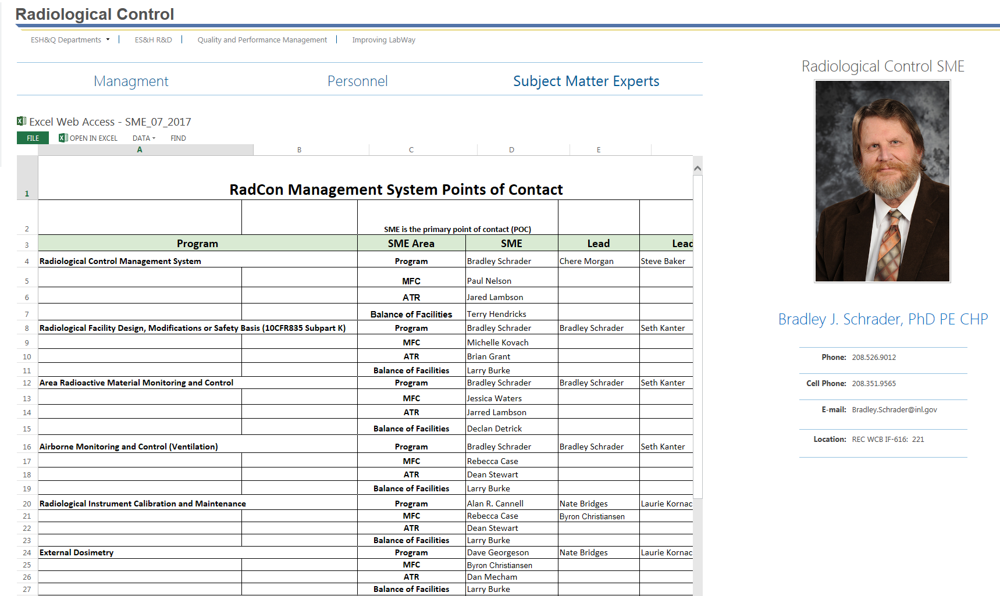 Radiological Control
ESH&Q Departments | ES&H R&D | Quality and Performance Management | Improving LabWay
Managment Personnel Subject Matter Experts
Excel Web Access - SME_07_2017
FILE OPEN IN EXCEL DATA FIND
A B C D E
1 RadCon Management System Points of Contact
2 SME is the primary point of contact (POC)
3 Program SME Area SME Lead Lead
4 Radiological Control Management System Program Bradley Schrader Chere Morgan Steve Baker
5 MFC Paul Nelson
6 ATR Jared Lambson
7 Balance of Facilities Terry Hendricks
8 Radiological Facility Design, Modifications or Safety Basis (10CFR835 Subpart K) Program Bradley Schrader Bradley Schrader Seth Kanter
9 MFC Michelle Kovach
10 ATR Brian Grant
11 Balance of Facilities Larry Burke
12 Area Radioactive Material Monitoring and Control Program Bradley Schrader Bradley Schrader Seth Kanter
13 MFC Jessica Waters
14 ATR Jarred Lambson
15 Balance of Facilities Declan Detrick
16 Airborne Monitoring and Control (Ventilation) Program Bradley Schrader Bradley Schrader Seth Kanter
17 MFC Rebecca Case
18 ATR Dean Stewart
19 Balance of Facilities Larry Burke
20 Radiological Instrument Calibration and Maintenance Program Alan R. Cannell Nate Bridges Laurie Kornac
21 MFC Rebecca Case Byron Christiansen
22 ATR Dean Stewart
23 Balance of Facilities Larry Burke
24 External Dosimetry Program Dave Georgeson Nate Bridges Laurie Kornac
25 MFC Byron Christiansen
26 ATR Dan Mecham
27 Balance of Facilities Larry Burke
Radiological Control SME
Bradley J. Schrader, PhD PE CHP
Phone: 208.526.9012
Cell Phone: 208.351.9565
E-mail: Bradley.Schrader@inl.gov
Location: REC WCB IF-616: 221